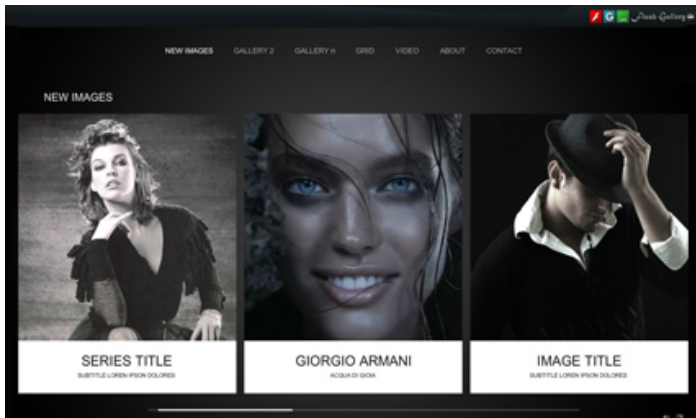 Flash Gallery
NEW IMAGES GALLERY 2 GALLERY n GRID VIDEO ABOUT CONTACT
NEW IMAGES
SERIES TITLE
SUBTITLE LOREN IPSON DOLORES
GIORGIO ARMANI
ACQUA DI GIOIA
IMAGE TITLE
SUBTITLE LOREN IPSON DOLORES